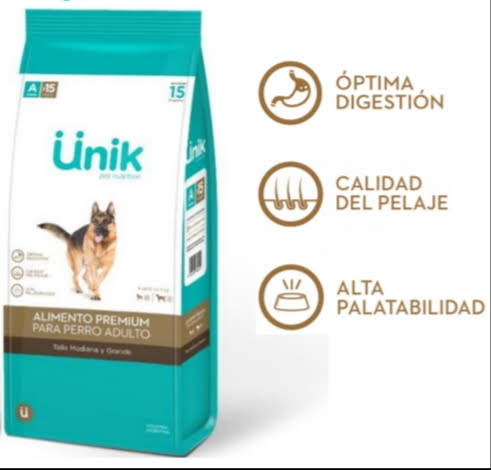 A
+15
15
Ünik
pet nutrition
Ünik
A
15
ALIMENTO PREMIUM
PARA PERRO ADULTO
Talla Mediana y Grande
ü
ÓPTIMA
DIGESTIÓN
CALIDAD
DEL PELAJE
ALTA
PALATABILIDAD